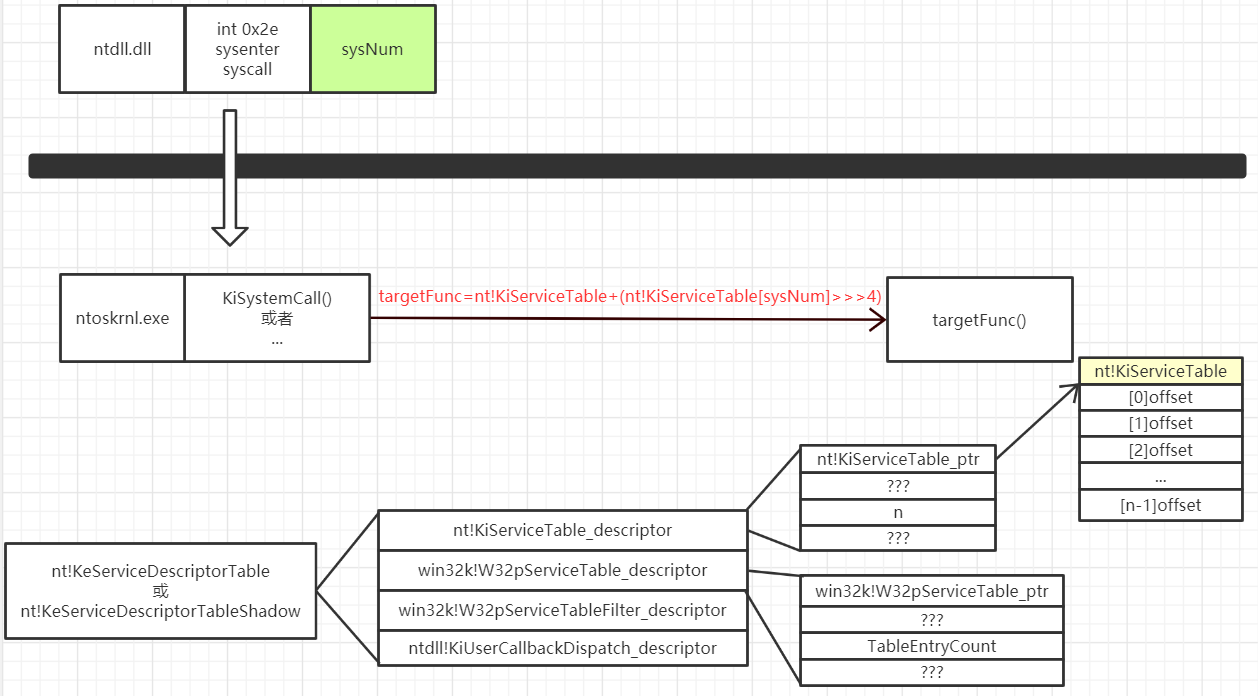 ntdll.dll
int 0x2e
sysenter
syscall
sysNum
ntoskrnl.exe
KiSystemCall()
或者
...
targetFunc=nt!KiServiceTable+(nt!KiServiceTable[sysNum]>>>4)
targetFunc()
nt!KiServiceTable
[0]offset
[1]offset
[2]offset
...
[n-1]offset
nt!KiServiceTable_ptr
???
n
???
nt!KeServiceDescriptorTable
或
nt!KeServiceDescriptorTableShadow
nt!KiServiceTable_descriptor
win32k!W32pServiceTable_descriptor
win32k!W32pServiceTableFilter_descriptor
ntdll!KiUserCallbackDispatch_descriptor
win32k!W32pServiceTable_ptr
???
TableEntryCount
???